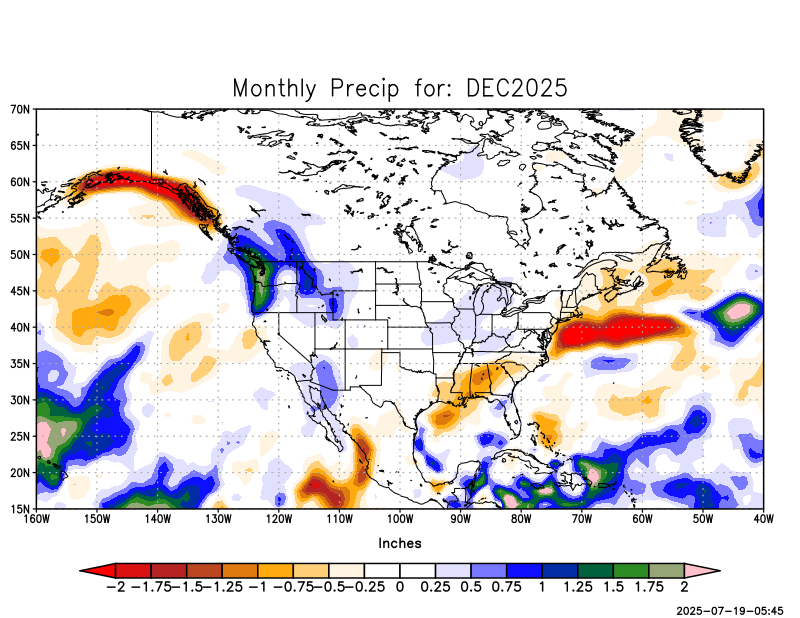 Monthly Precip for: DEC2025
70N
65N
60N
55N
50N
45N
40N
35N
30N
25N
20N
15N
160W 150W 140W 130W 120W 110W 100W 90W 80W 70W 60W 50W 40W
Inches
-2 -1.75 -1.5 -1.25 -1 -0.75 -0.5 -0.25 0 0.25 0.5 0.75 1 1.25 1.5 1.75 2
2025-07-19-05:45